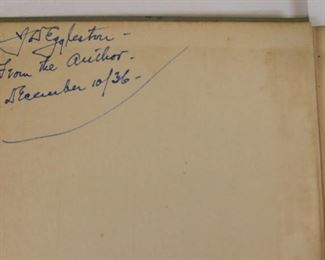 J D Eggleston -
From the author -
December 10/36 -